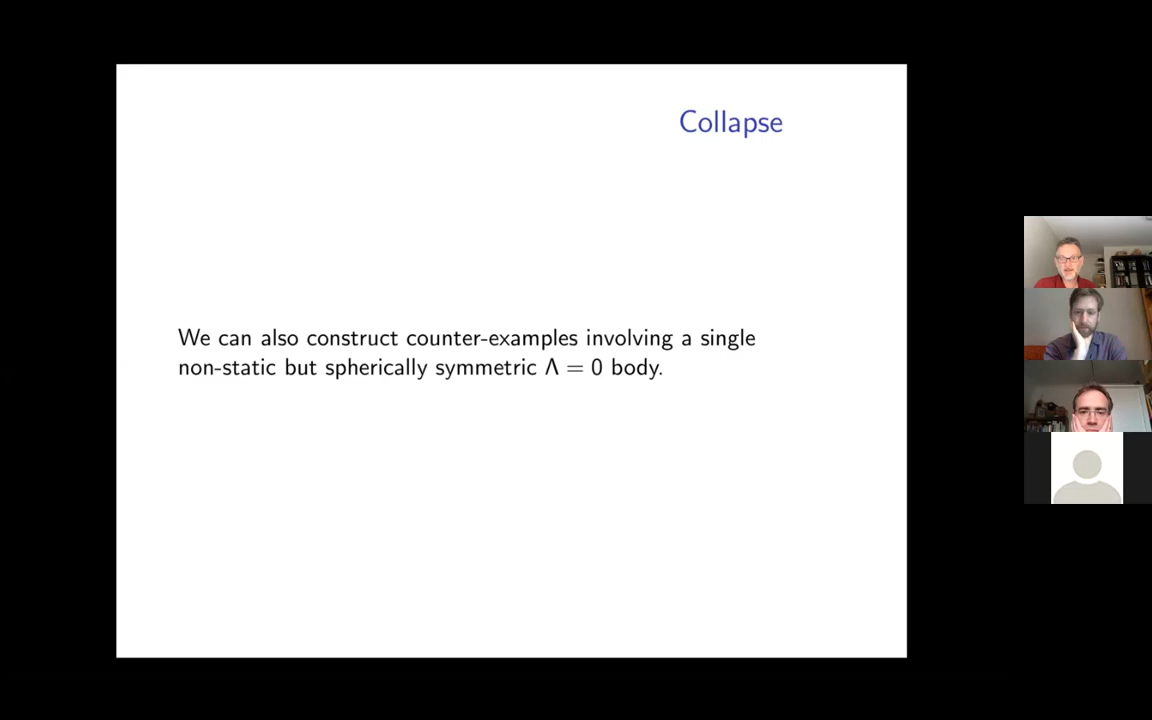 Collapse
We can also construct counter-examples involving a single
non-static but spherically symmetric Λ = 0 body.